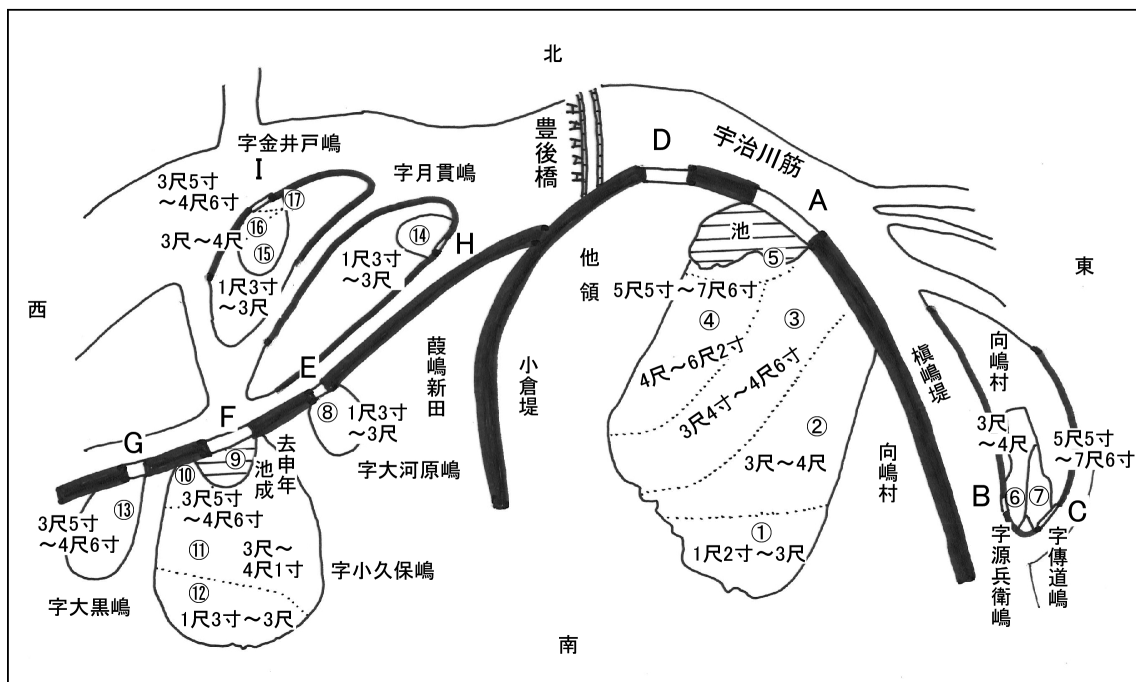 北
西
東
南
字金井戸嶋
I
3尺5寸
～4尺6寸
⑰
⑯
3尺～4尺
⑮
1尺3寸
～3尺
字月貫嶋
⑭
H
1尺3寸
～3尺
豊後橋
D
宇治川筋
A
池
⑤
他領
5尺5寸～7尺6寸
④
③
4尺～6尺2寸
3尺4寸～4尺6寸
②
3尺～4尺
①
1尺2寸～3尺
向嶋村
槇嶋堤
向嶋村
3尺
～4尺
5尺5寸
～7尺6寸
B
⑥
⑦
C
字源兵衛嶋
字傳道嶋
小倉堤
葭嶋新田
E
⑧
1尺3寸
～3尺
字大河原嶋
F
去申年
池成
⑨
⑩
3尺5寸
～4尺6寸
⑪
3尺～
4尺1寸
⑫
1尺3寸～3尺
字小久保嶋
G
⑬
3尺5寸
～4尺6寸
字大黒嶋